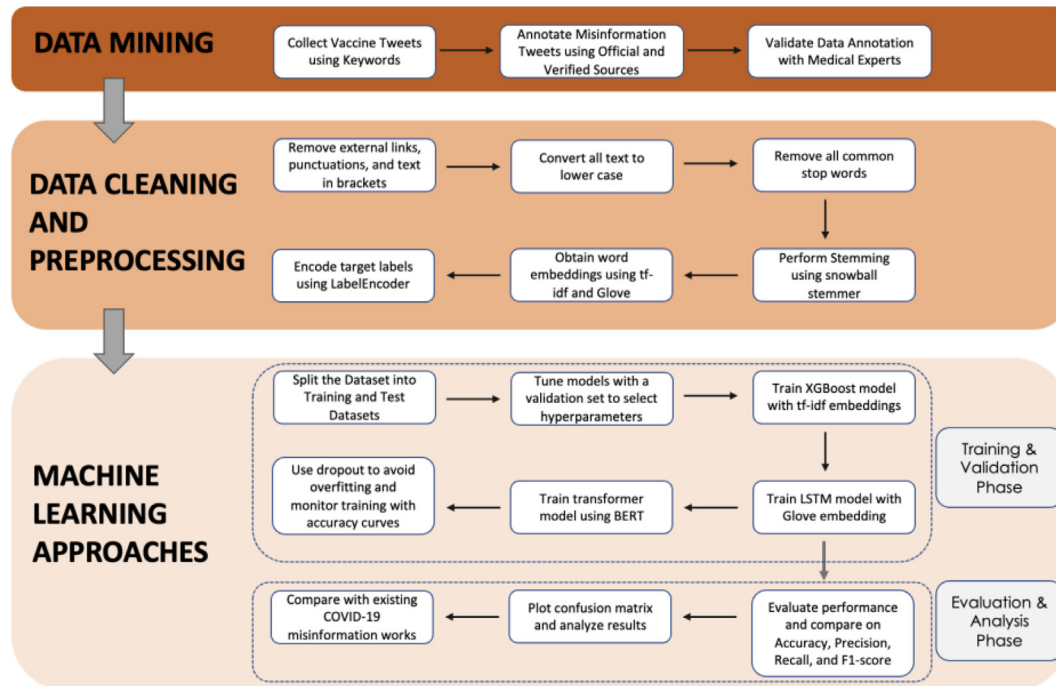 DATA MINING
Collect Vaccine Tweets
using Keywords
Annotate Misinformation
Tweets using Official and
Verified Sources
Validate Data Annotation
with Medical Experts
DATA CLEANING
AND
PREPROCESSING
Remove external links,
punctuations, and text
in brackets
Convert all text to
lower case
Remove all common
stop words
Encode target labels
using LabelEncoder
Obtain word
embeddings using tf-
idf and Glove
Perform Stemming
using snowball
stemmer
MACHINE
LEARNING
APPROACHES
Split the Dataset into
Training and Test
Datasets
Tune models with a
validation set to select
hyperparameters
Train XGBoost model
with tf-idf embeddings
Use dropout to avoid
overfitting and
monitor training with
accuracy curves
Train transformer
model using BERT
Train LSTM model with
Glove embedding
Training &
Validation
Phase
Compare with existing
COVID-19
misinformation works
Plot confusion matrix
and analyze results
Evaluate performance
and compare on
Accuracy, Precision,
Recall, and F1-score
Evaluation &
Analysis
Phase